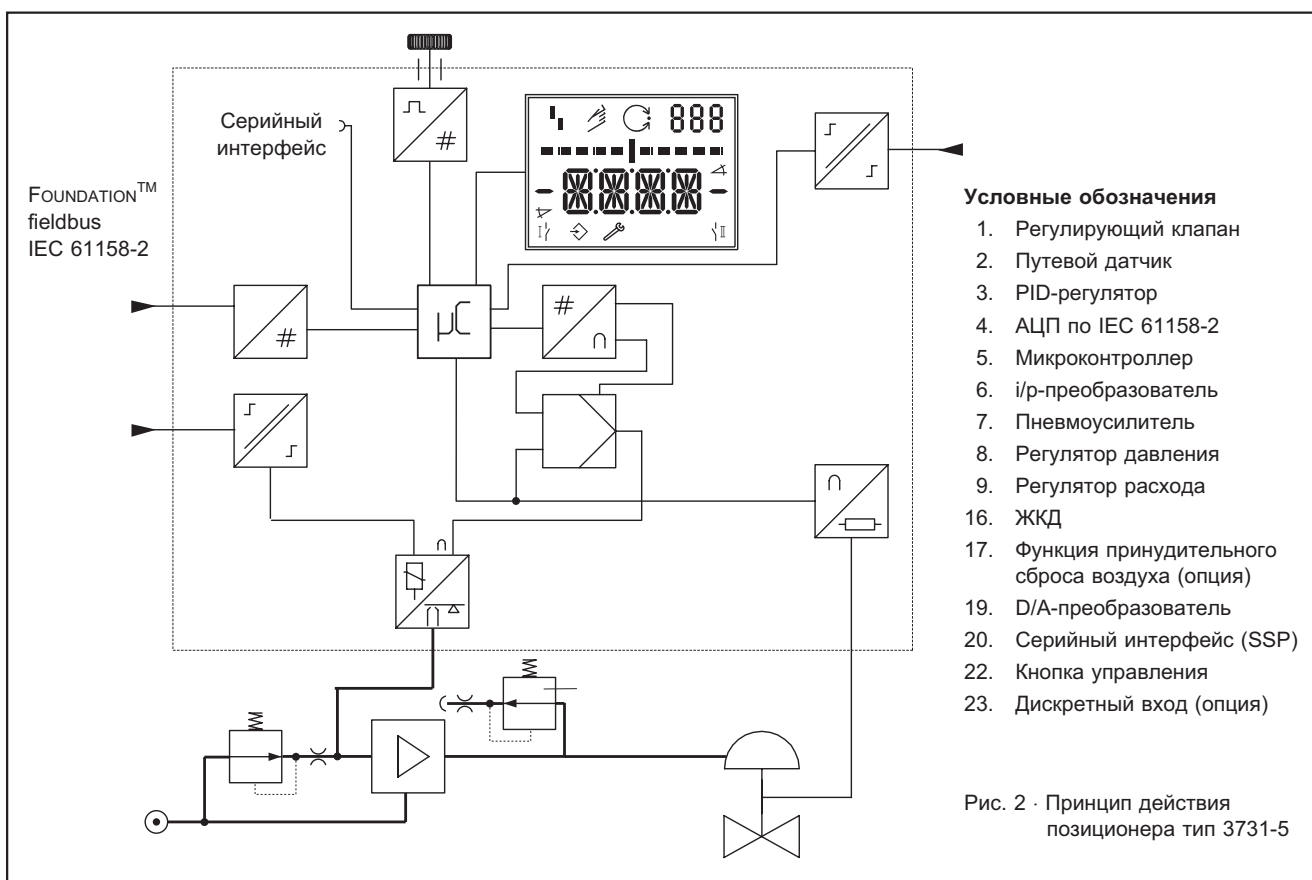 Серийный
интерфейс
888
FOUNDATION™
fieldbus
IEC 61158-2
#
#
µC
#
Условные обозначения
1. Регулирующий клапан
2. Путевой датчик
3. PID-регулятор
4. АЦП по IEC 61158-2
5. Микроконтроллер
6. i/p-преобразователь
7. Пневмоусилитель
8. Регулятор давления
9. Регулятор расхода
16. ЖКД
17. Функция принудительного
сброса воздуха (опция)
19. D/A-преобразователь
20. Серийный интерфейс (SSP)
22. Кнопка управления
23. Дискретный вход (опция)
Рис. 2 · Принцип действия
позиционера тип 3731-5